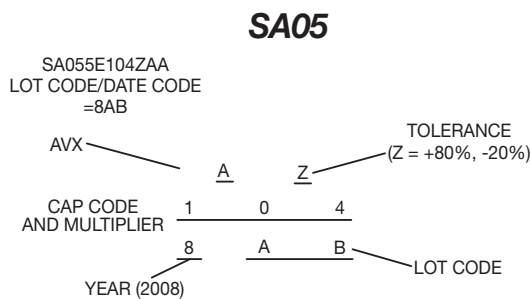 SA05
SA055E104ZAA
LOT CODE/DATE CODE
=8AB
AVX
TOLERANCE
(Z = +80%, -20%)
A Z
CAP CODE
AND MULTIPLIER
1 0 4
8 A B
LOT CODE
YEAR (2008)